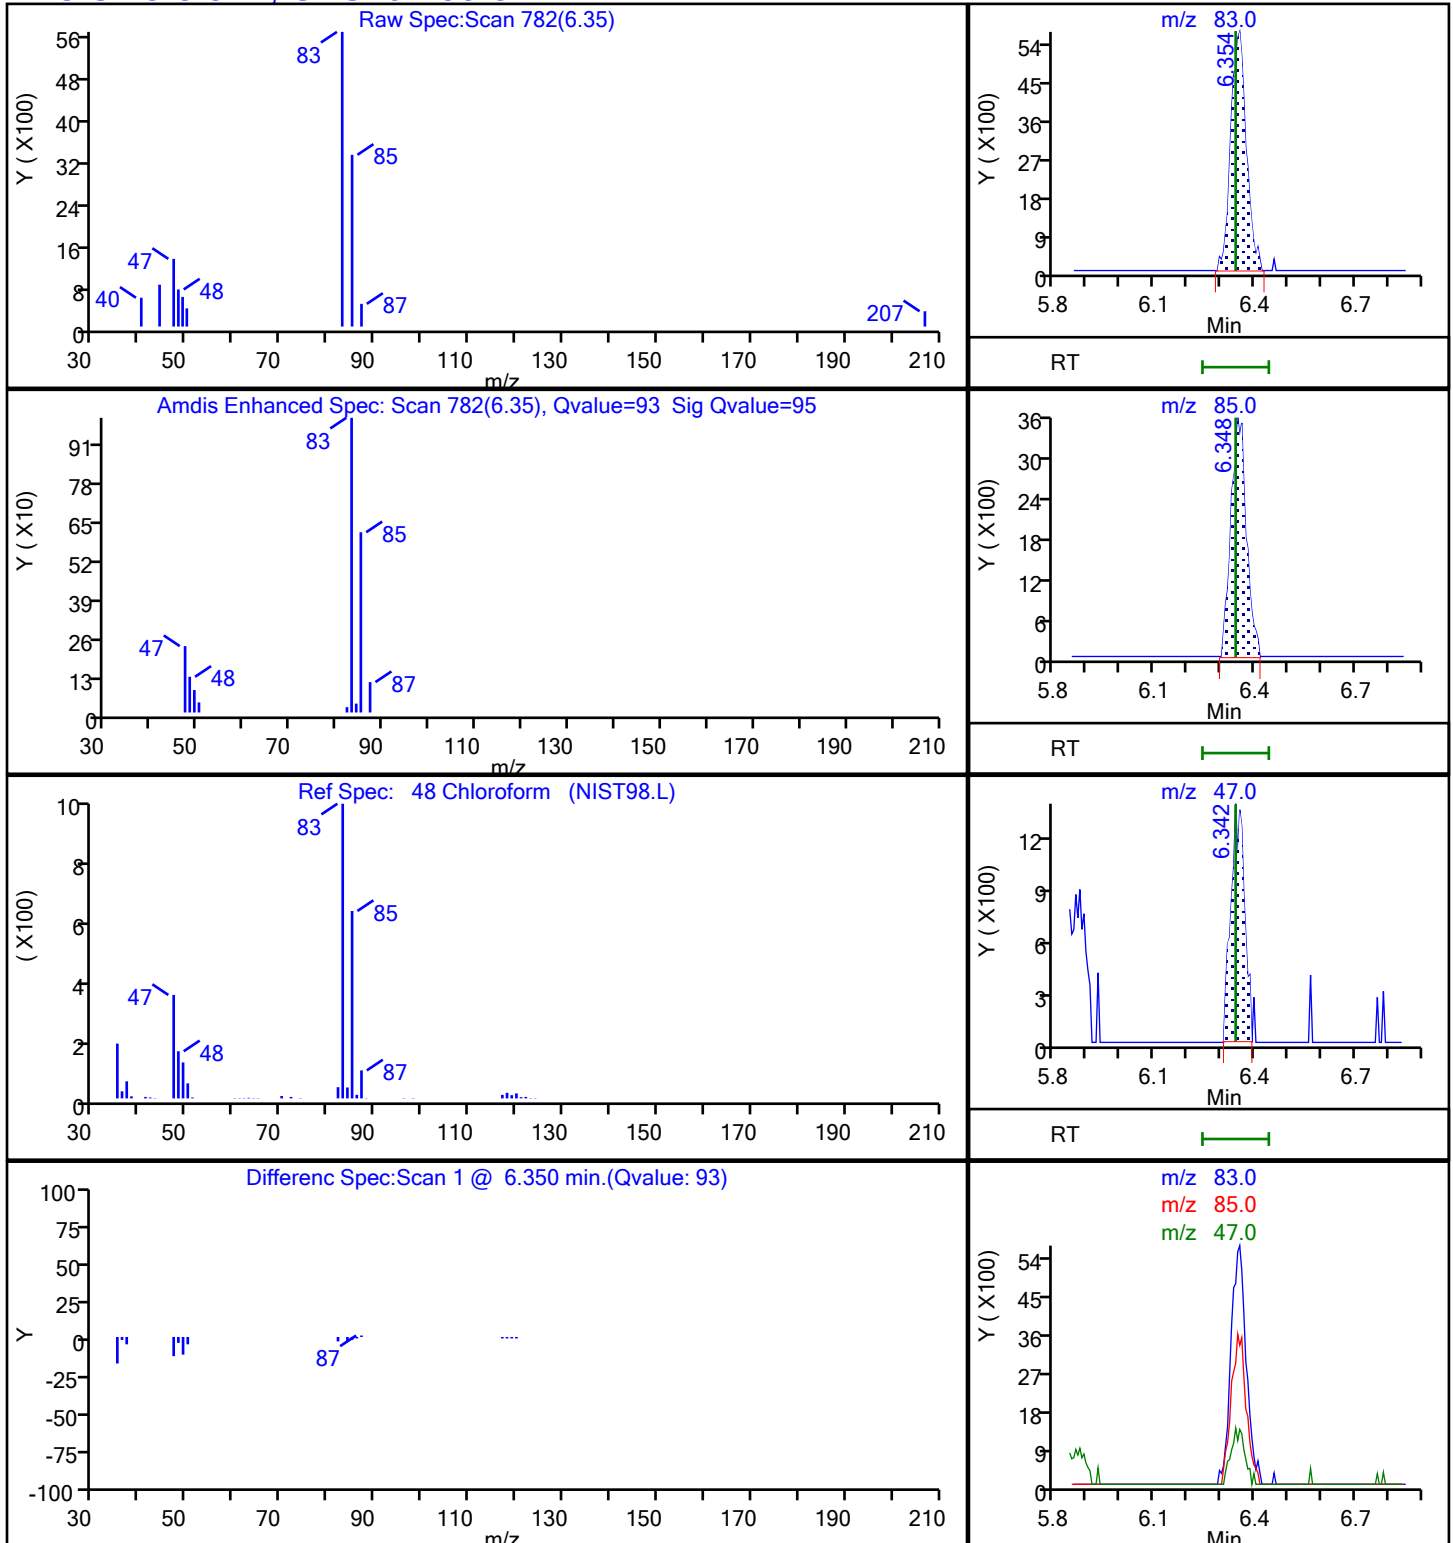 Raw Spec:Scan 782(6.35)
Y ( X100)
56
48
40
32
24
16
8
0
83
85
47
48
40
87
207
30 50 70 90 110 130 150 170 190 210
m/z
m/z 83.0
Y ( X100)
54
45
36
27
18
9
0
6.354
5.8 6.1 6.4 6.7
Min
RT
Amdis Enhanced Spec: Scan 782(6.35), Qvalue=93 Sig Qvalue=95
Y ( X10)
91
78
65
52
39
26
13
0
83
85
47
48
87
30 50 70 90 110 130 150 170 190 210
m/z
m/z 85.0
Y ( X100)
36
30
24
18
12
6
0
6.348
5.8 6.1 6.4 6.7
Min
RT
Ref Spec: 48 Chloroform (NIST98.L)
( X100)
10
8
6
4
2
0
83
85
47
48
87
30 50 70 90 110 130 150 170 190 210
m/z 47.0
Y ( X100)
12
9
6
3
0
6.342
5.8 6.1 6.4 6.7
Min
RT
Differenc Spec:Scan 1 @ 6.350 min.(Qvalue: 93)
Y
100
75
50
25
0
-25
-50
-75
-100
87
30 50 70 90 110 130 150 170 190 210
m/z
m/z 83.0
m/z 85.0
m/z 47.0
Y ( X100)
54
45
36
27
18
9
0
5.8 6.1 6.4 6.7
Min